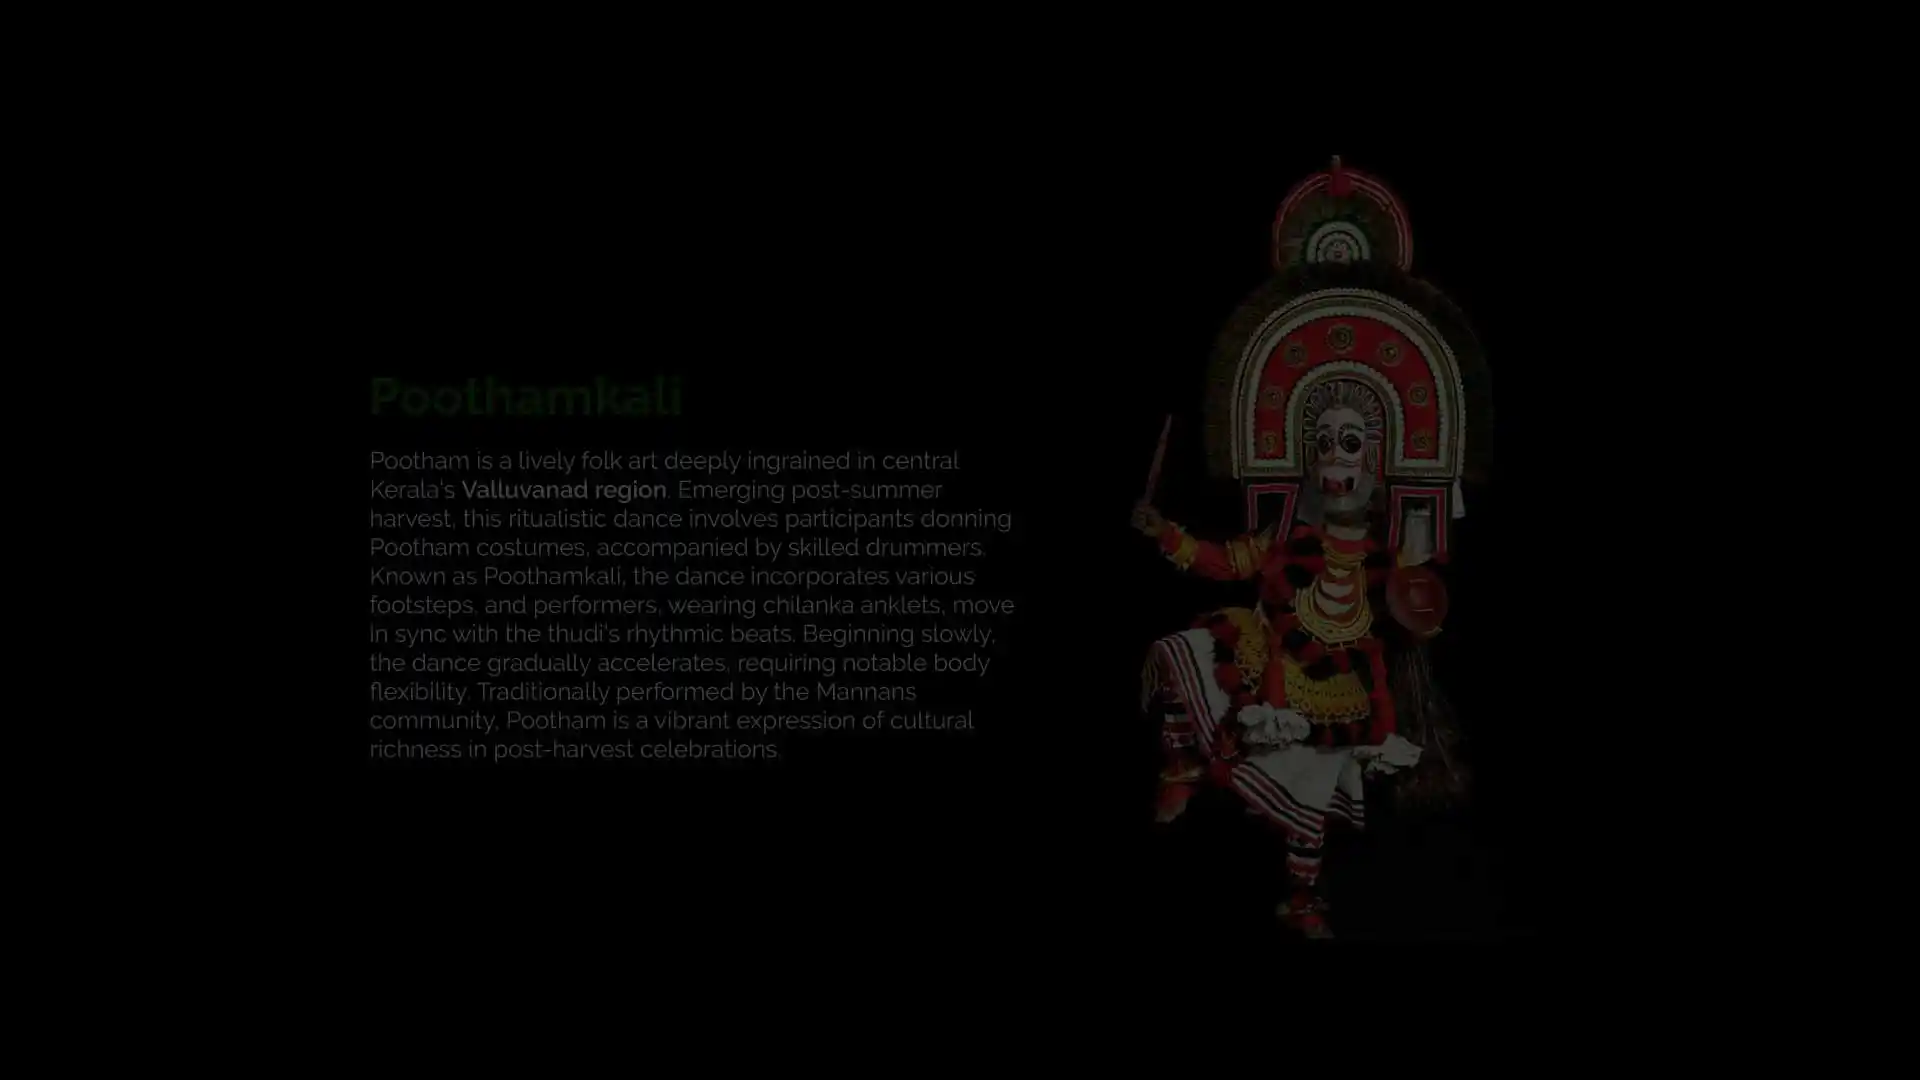 Poothamkali
Pootham is a lively folk art deeply ingrained in central
Kerala's Valluvanad region. Emerging post-summer
harvest, this ritualistic dance involves participants donning
Pootham costumes, accompanied by skilled drummers.
Known as Poothamkali, the dance incorporates various
footsteps, and performers, wearing chilanka anklets, move
in sync with the thudi's rhythmic beats. Beginning slowly,
the dance gradually accelerates, requiring notable body
flexibility. Traditionally performed by the Mannans
community, Pootham is a vibrant expression of cultural
richness in post-harvest celebrations.